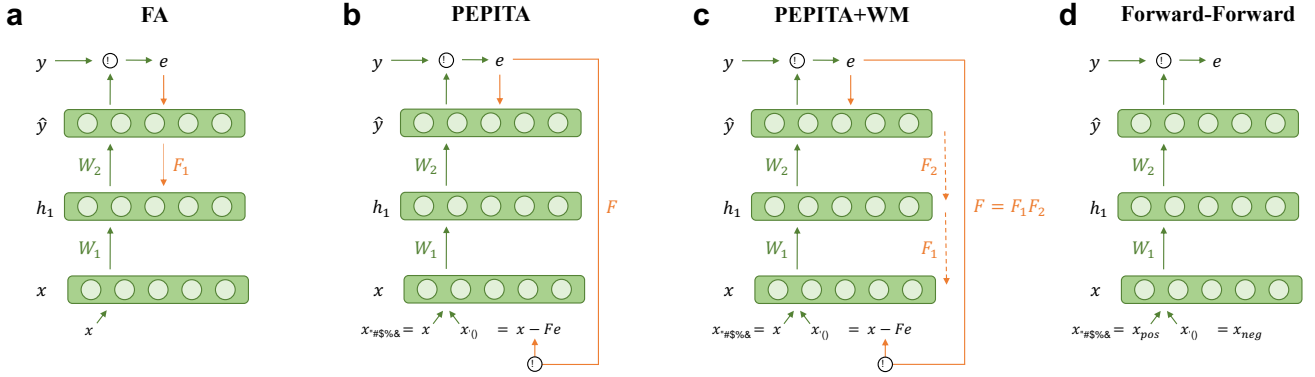 a FA
y ! e
ŷ
W₂ F₁
h₁
W₁
x
x
b PEPITA
y ! e
ŷ
W₂
h₁ F
W₁
x
x*#$%& = x x'() = x − Fe
!
c PEPITA+WM
y ! e
ŷ
W₂ F₂
h₁ F = F₁F₂
W₁ F₁
x
x*#$%& = x x'() = x − Fe
!
d Forward-Forward
y ! e
ŷ
W₂
h₁
W₁
x
x*#$%& = xpos x'() = xneg